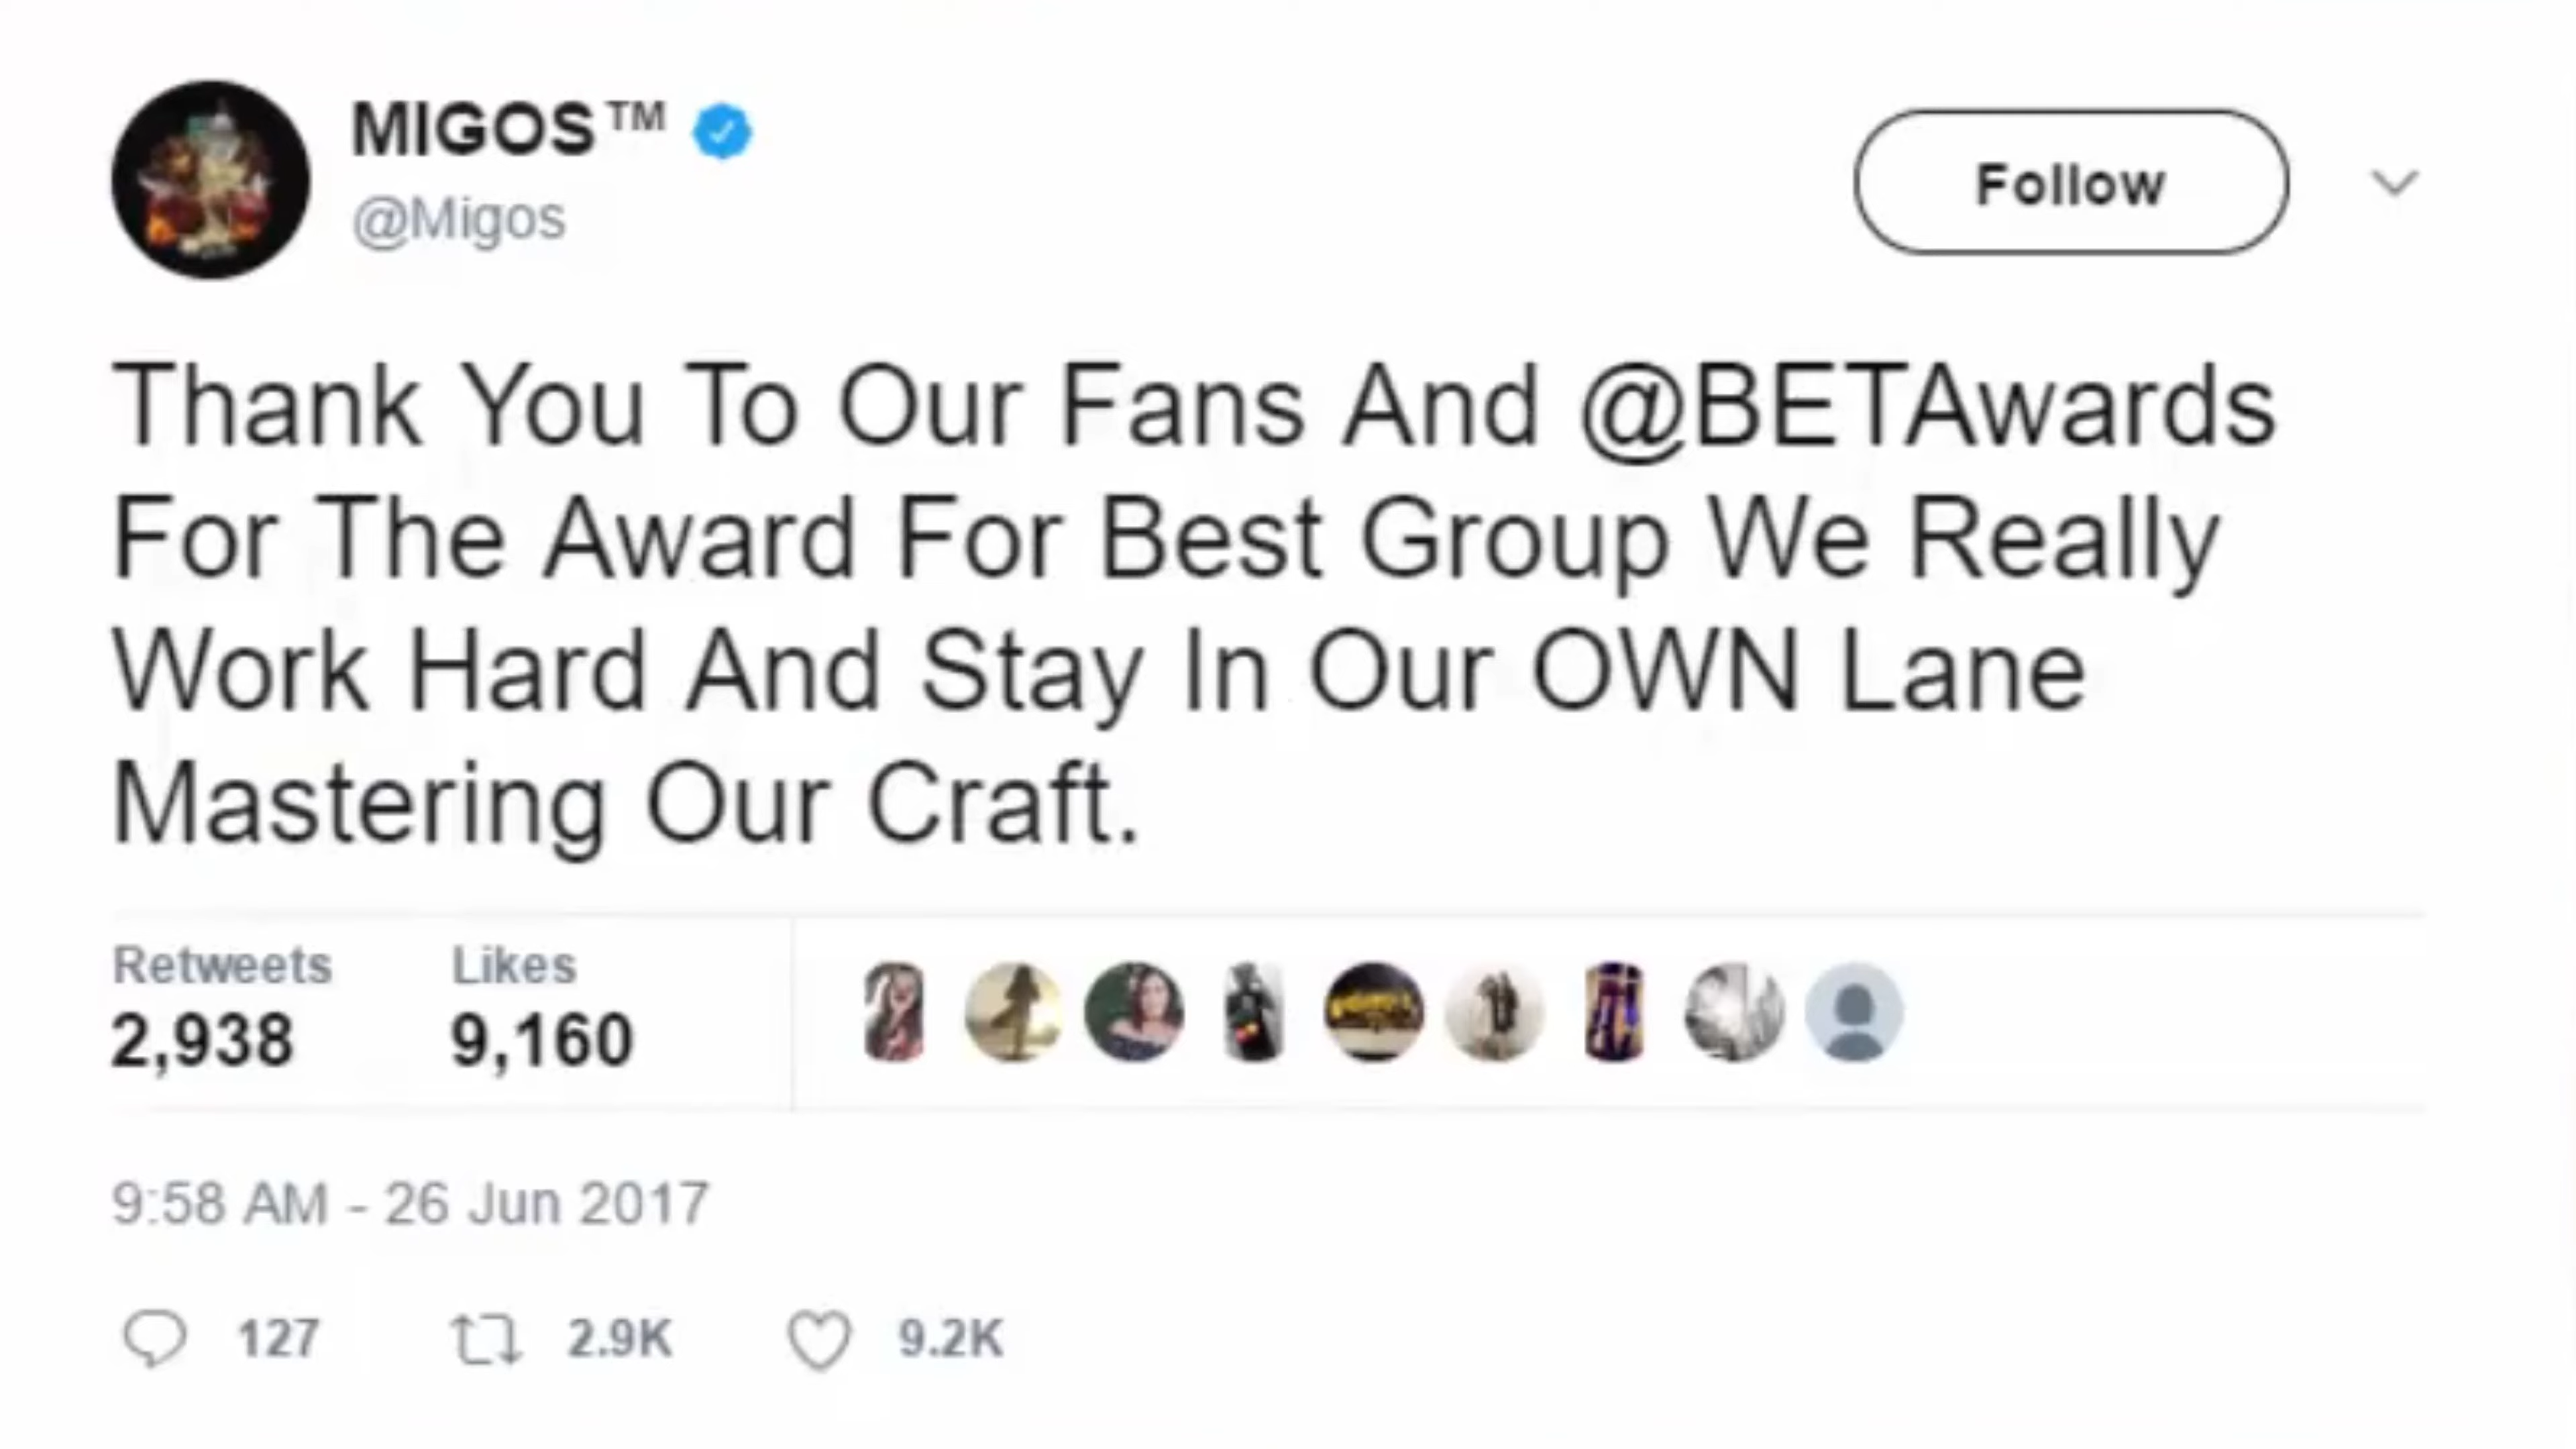 MIGOS™
@Migos
Follow
Thank You To Our Fans And @BETAwards
For The Award For Best Group We Really
Work Hard And Stay In Our OWN Lane
Mastering Our Craft.
Retweets Likes
2,938 9,160
9:58 AM - 26 Jun 2017
127 2.9K 9.2K